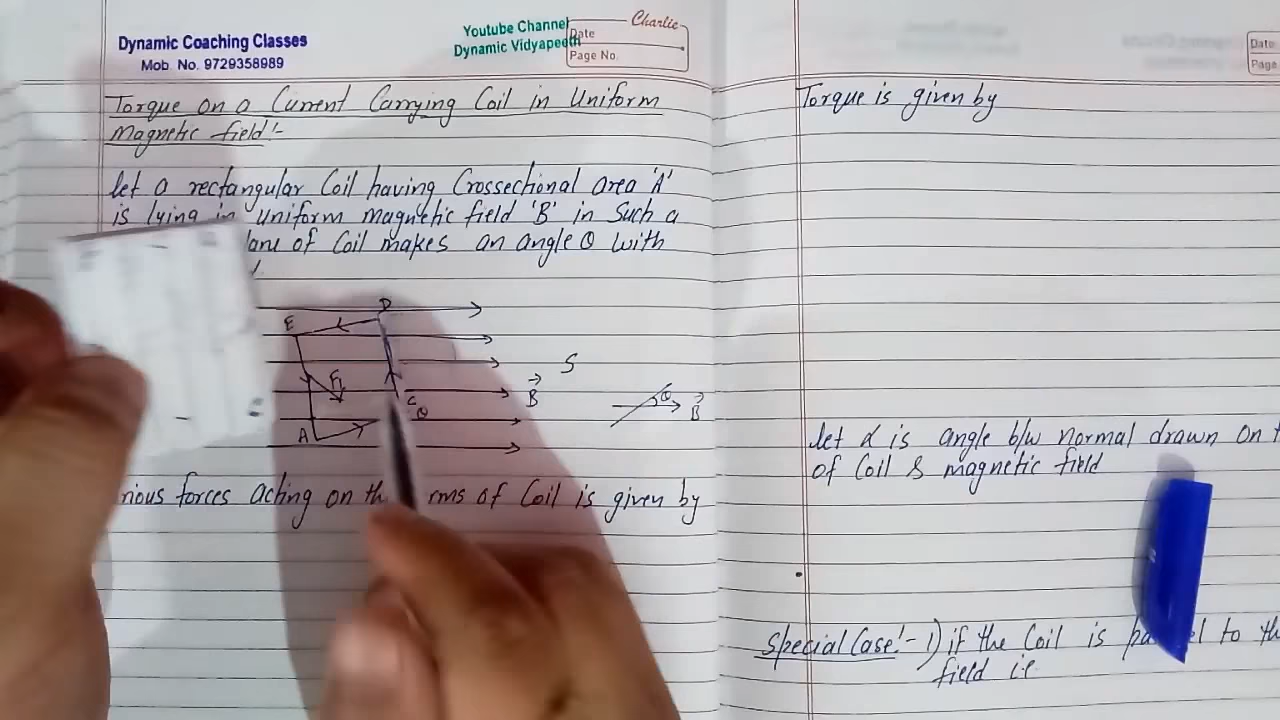 Dynamic Coaching Classes
Mob. No. 9729358989
Youtube Channel
Dynamic Vidyapeeth
Charlie
Date
Page No.
Torque on a Current Carrying Coil in Uniform
Magnetic field:-
let a rectangular Coil having Crossectional area 'A'
is lying in uniform magnetic field 'B' in Such a
lane of Coil makes an angle θ with
D
E
F1
S
B
C
θ
A
θ
B
rious forces acting on th rms of Coil is given by
Date
Page
Torque is given by
let α is angle b/w normal drawn on
of Coil & magnetic field
Special Case:- 1) if the Coil is pa l to th
field i.e